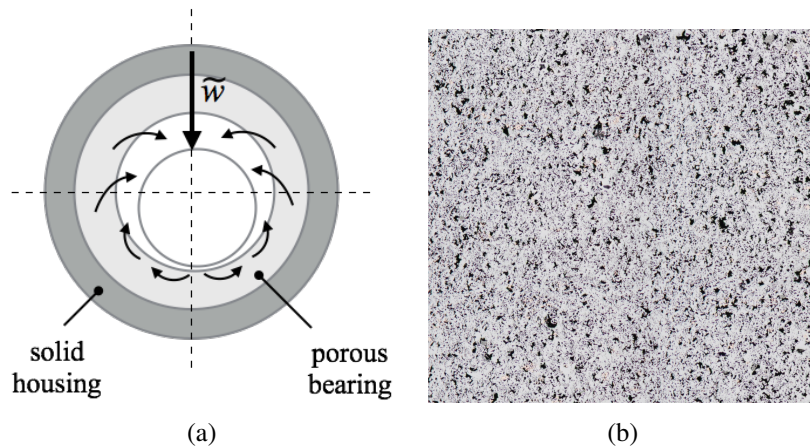 w̃
solid
housing
porous
bearing
(a)
(b)